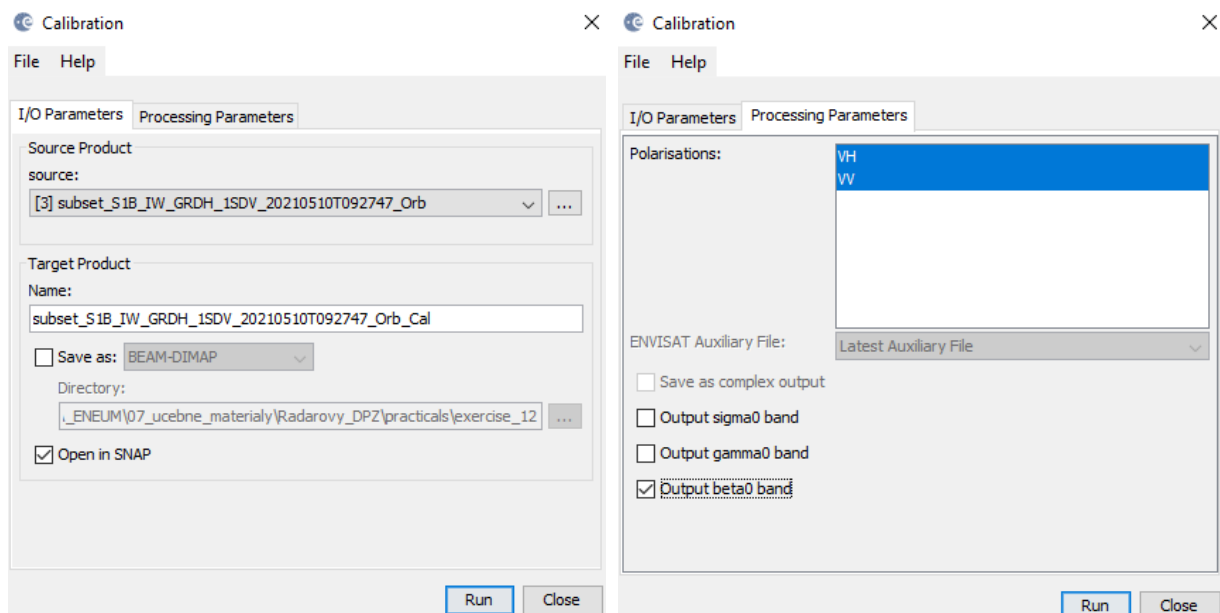 Calibration
File Help
I/O Parameters Processing Parameters
Source Product
source:
[3] subset_S1B_IW_GRDH_1SDV_20210510T092747_Orb
...
Target Product
Name:
subset_S1B_IW_GRDH_1SDV_20210510T092747_Orb_Cal
Save as: BEAM-DIMAP
Directory:
_ENEUM\07_ucebne_materialy\Radarovy_DPZ\practicals\exercise_12
...
Open in SNAP
Run Close
Calibration
File Help
I/O Parameters Processing Parameters
Polarisations:
VH
VV
ENVISAT Auxiliary File: Latest Auxiliary File
Save as complex output
Output sigma0 band
Output gamma0 band
Output beta0 band
Run Close